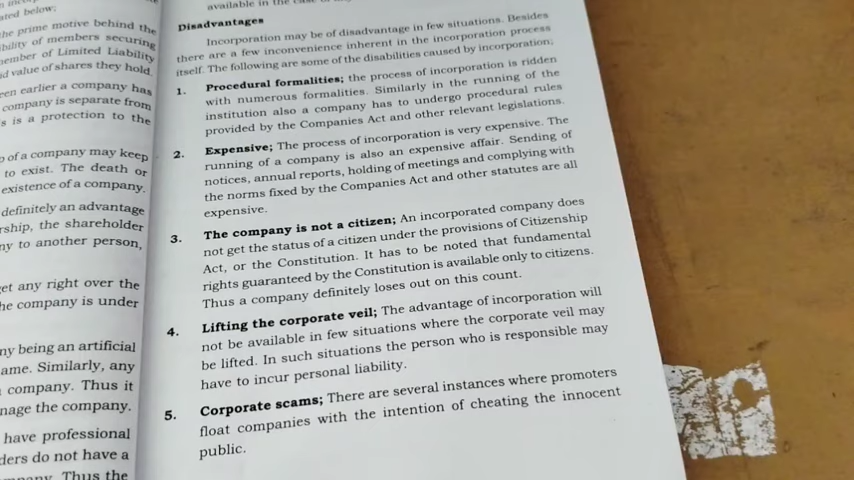 ated below;
the prime motive behind the
ibility of members securing
member of Limited Liability
id value of shares they hold.
een earlier a company has
company is separate from
s is a protection to the
p of a company may keep
to exist. The death or
existence of a company.
definitely an advantage
rship, the shareholder
ny to another person,
get any right over the
he company is under
ny being an artificial
ame. Similarly, any
company. Thus it
nage the company.
have professional
ders do not have a
mpany. Thus the
available in the case of
Disadvantages
Incorporation may be of disadvantage in few situations. Besides
there are a few inconvenience inherent in the incorporation process
itself. The following are some of the disabilities caused by incorporation;
1. Procedural formalities; the process of incorporation is ridden
with numerous formalities. Similarly in the running of the
institution also a company has to undergo procedural rules
provided by the Companies Act and other relevant legislations.
2. Expensive; The process of incorporation is very expensive. The
running of a company is also an expensive affair. Sending of
notices, annual reports, holding of meetings and complying with
the norms fixed by the Companies Act and other statutes are all
expensive.
3. The company is not a citizen; An incorporated company does
not get the status of a citizen under the provisions of Citizenship
Act, or the Constitution. It has to be noted that fundamental
rights guaranteed by the Constitution is available only to citizens.
Thus a company definitely loses out on this count.
4. Lifting the corporate veil; The advantage of incorporation will
not be available in few situations where the corporate veil may
be lifted. In such situations the person who is responsible may
have to incur personal liability.
5. Corporate scams; There are several instances where promoters
float companies with the intention of cheating the innocent
public.